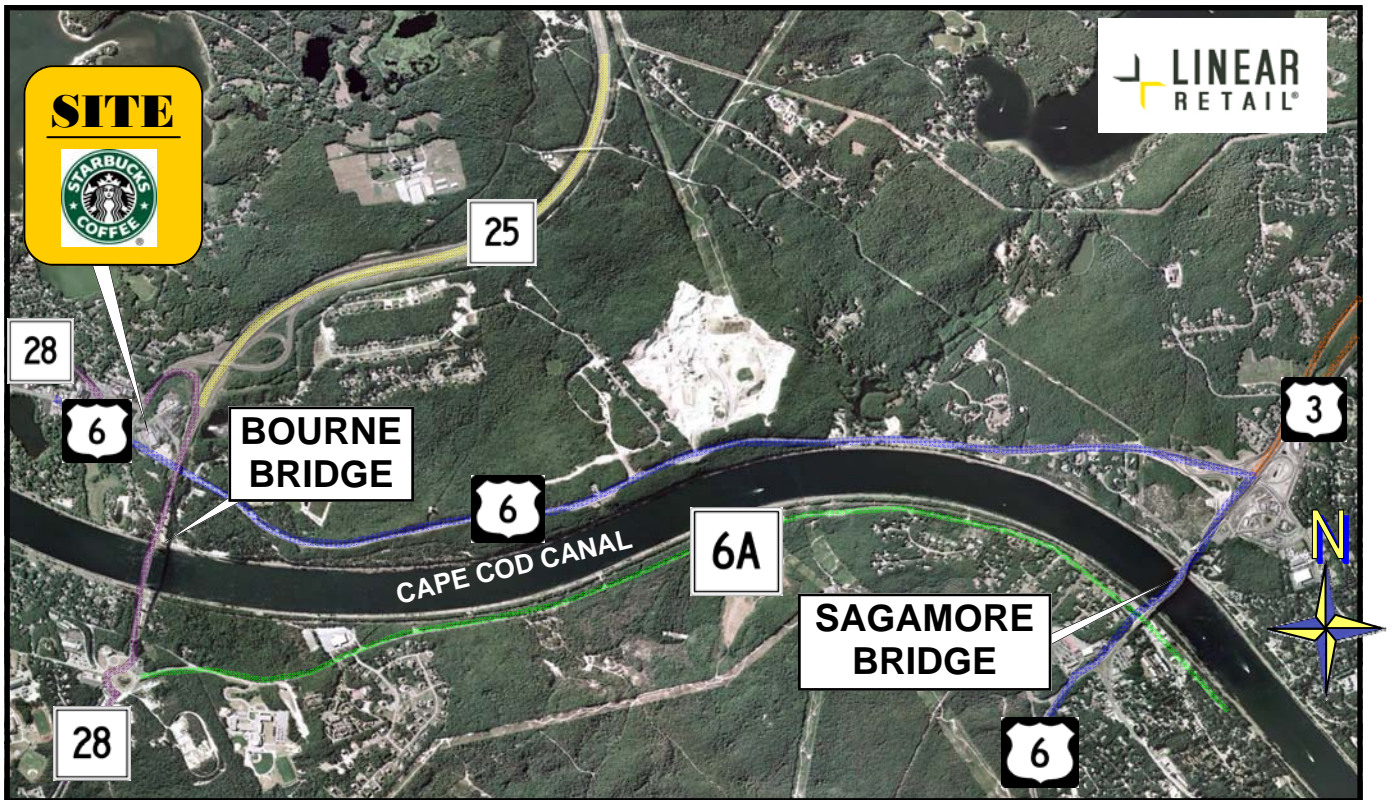 SITE
STARBUCKS
COFFEE
®
LINEAR
RETAIL®
25
28
6
BOURNE
BRIDGE
3
6
6A
CAPE COD CANAL
N
SAGAMORE
BRIDGE
28
6